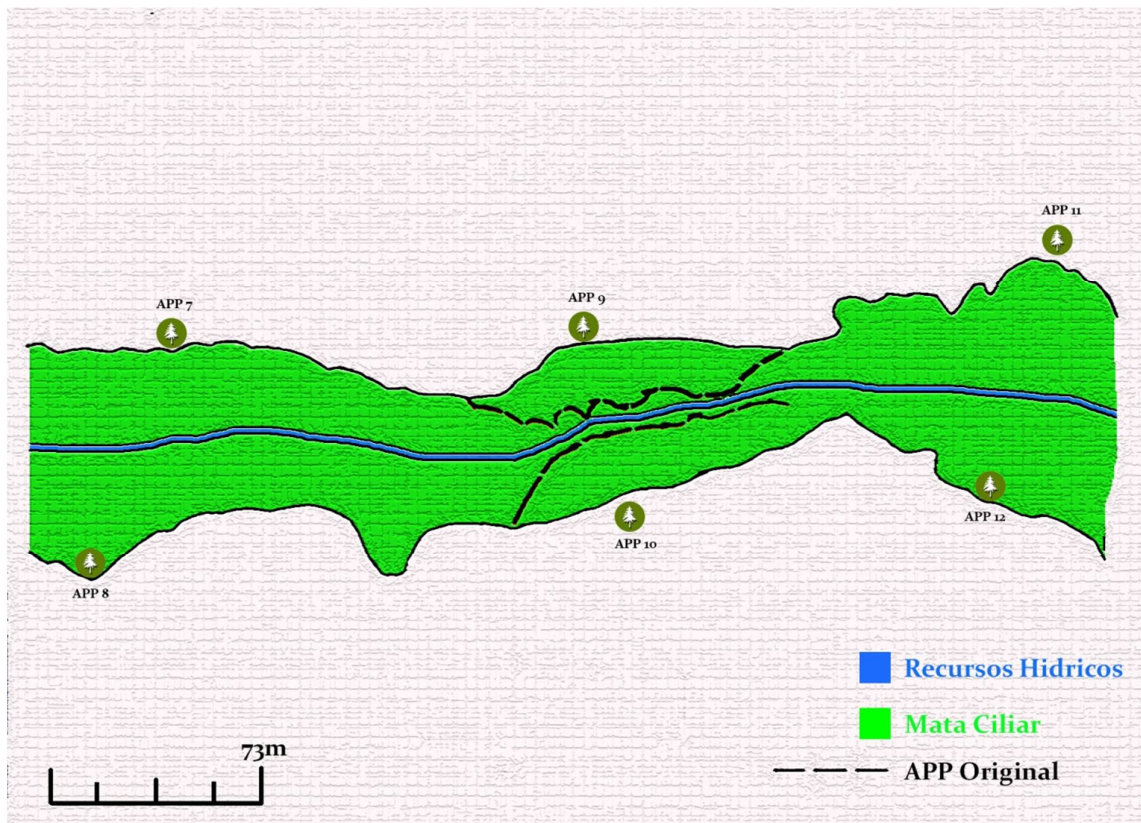 APP 11
APP 7
APP 9
APP 12
APP 10
APP 8
Recursos Hidricos
Mata Ciliar
APP Original
73m